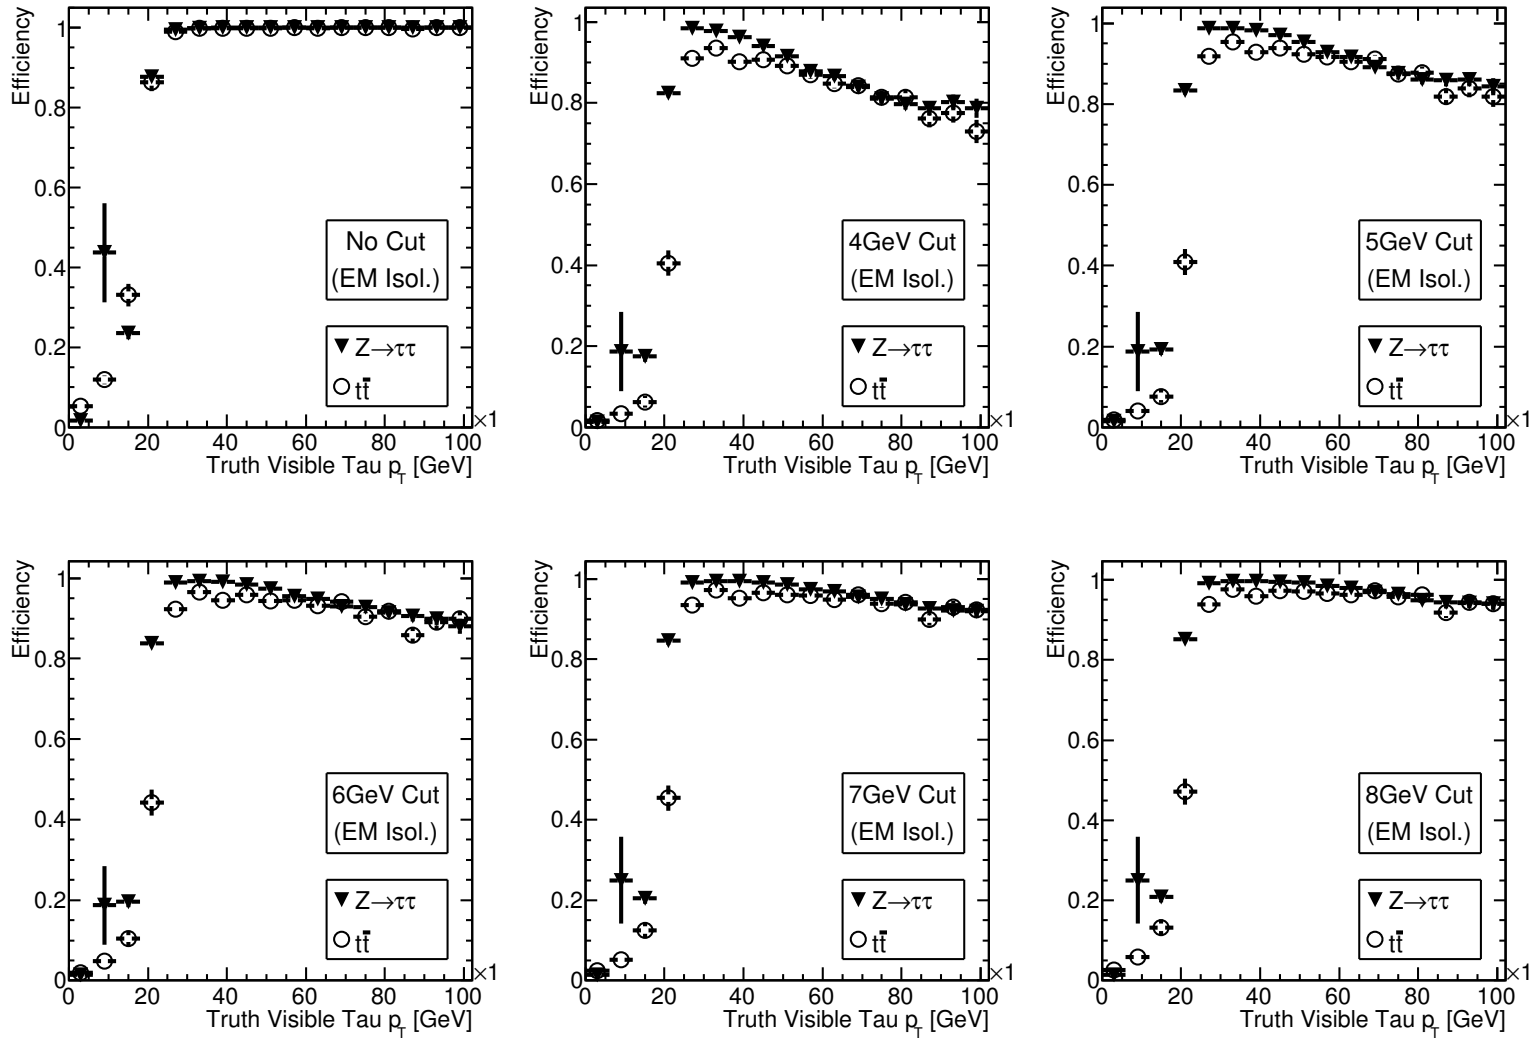 Efficiency
1
0.8
0.6
0.4
0.2
0
No Cut
(EM Isol.)
Z→ττ
tt̄
0 20 40 60 80 100 ×1
Truth Visible Tau p_T [GeV]
Efficiency
1
0.8
0.6
0.4
0.2
0
4GeV Cut
(EM Isol.)
Z→ττ
tt̄
0 20 40 60 80 100 ×1
Truth Visible Tau p_T [GeV]
Efficiency
1
0.8
0.6
0.4
0.2
0
5GeV Cut
(EM Isol.)
Z→ττ
tt̄
0 20 40 60 80 100 ×1
Truth Visible Tau p_T [GeV]
Efficiency
1
0.8
0.6
0.4
0.2
0
6GeV Cut
(EM Isol.)
Z→ττ
tt̄
0 20 40 60 80 100 ×1
Truth Visible Tau p_T [GeV]
Efficiency
1
0.8
0.6
0.4
0.2
0
7GeV Cut
(EM Isol.)
Z→ττ
tt̄
0 20 40 60 80 100 ×1
Truth Visible Tau p_T [GeV]
Efficiency
1
0.8
0.6
0.4
0.2
0
8GeV Cut
(EM Isol.)
Z→ττ
tt̄
0 20 40 60 80 100 ×1
Truth Visible Tau p_T [GeV]